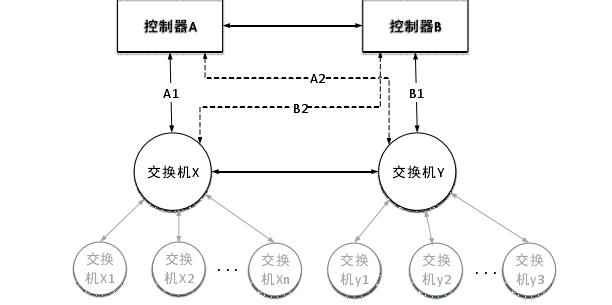 控制器A
控制器B
A2
A1
B1
B2
交换机X
交换机Y
交换
机X1
交换
机X2
...
交换
机Xn
交换
机y1
交换
机y2
...
交换
机y3